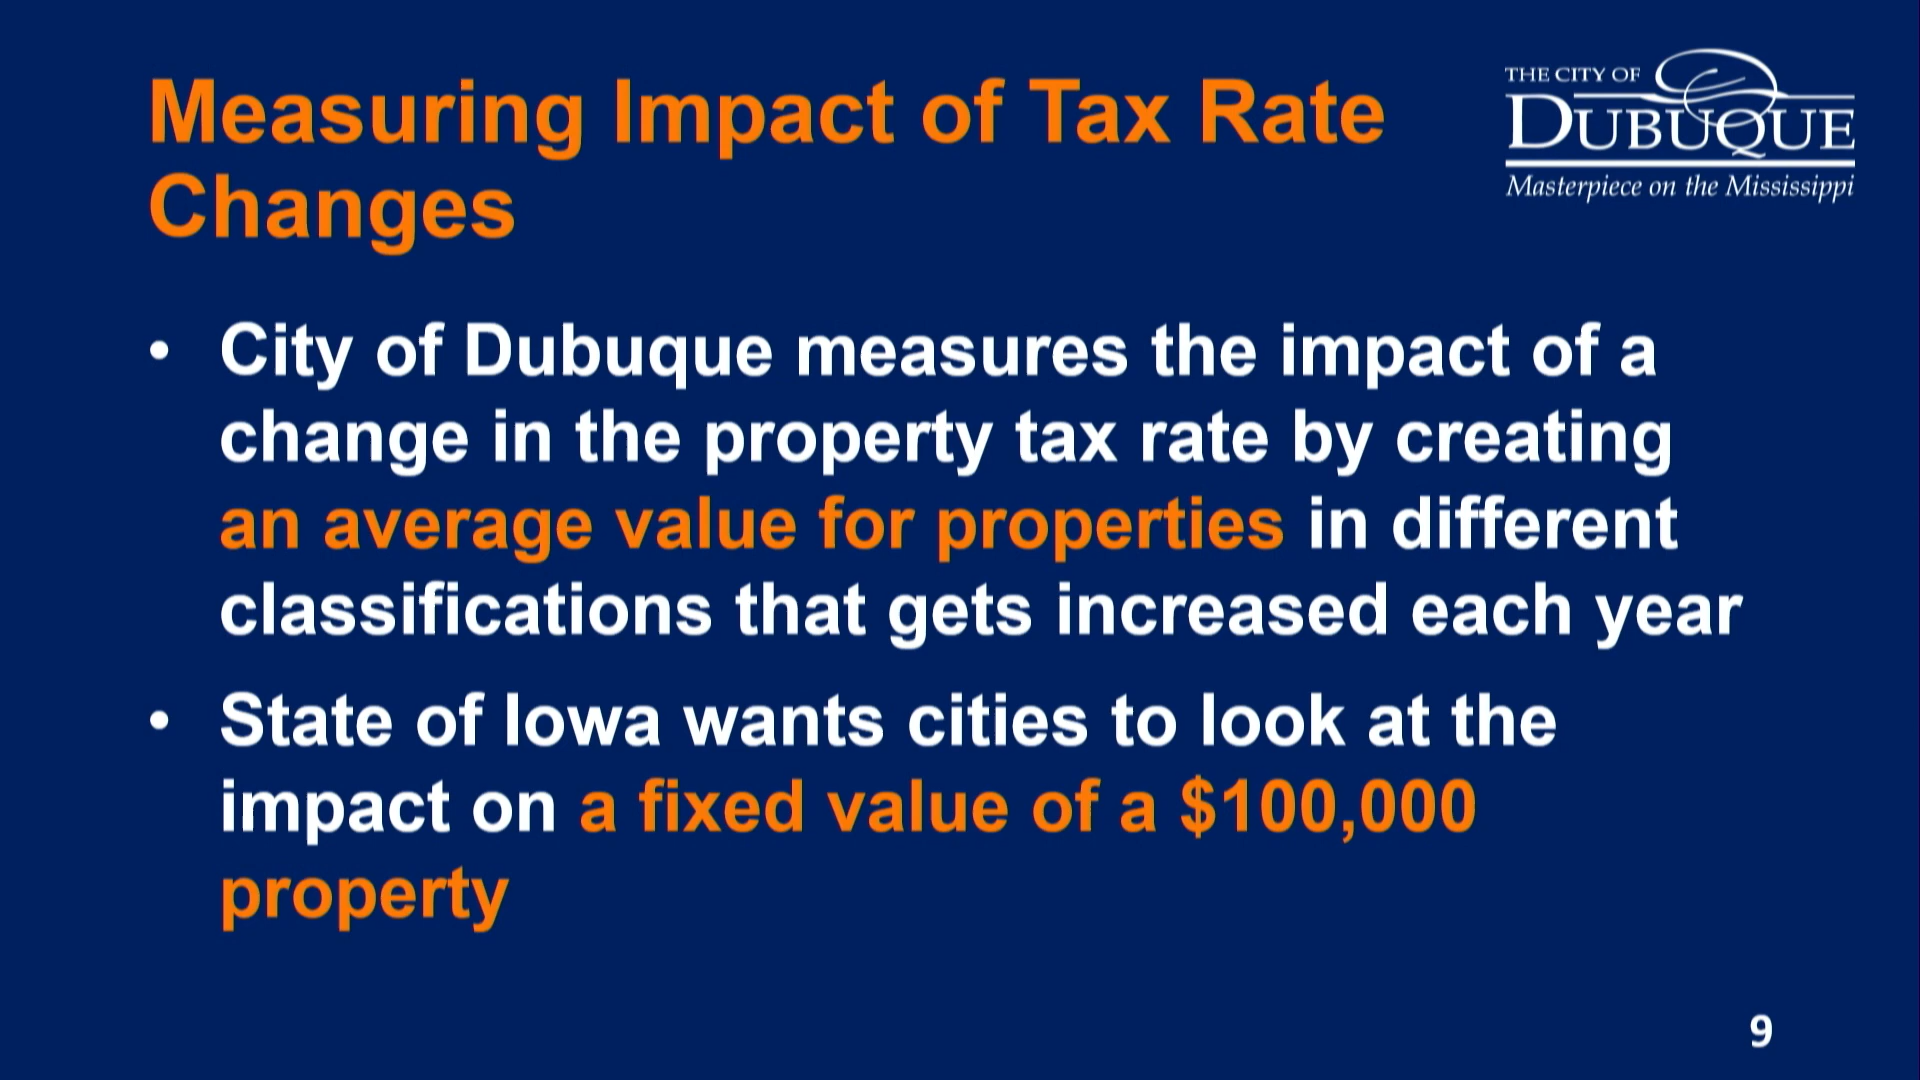 Measuring Impact of Tax Rate
Changes
THE CITY OF
DUBUQUE
Masterpiece on the Mississippi
• City of Dubuque measures the impact of a
change in the property tax rate by creating
an average value for properties in different
classifications that gets increased each year
• State of Iowa wants cities to look at the
impact on a fixed value of a $100,000
property
9